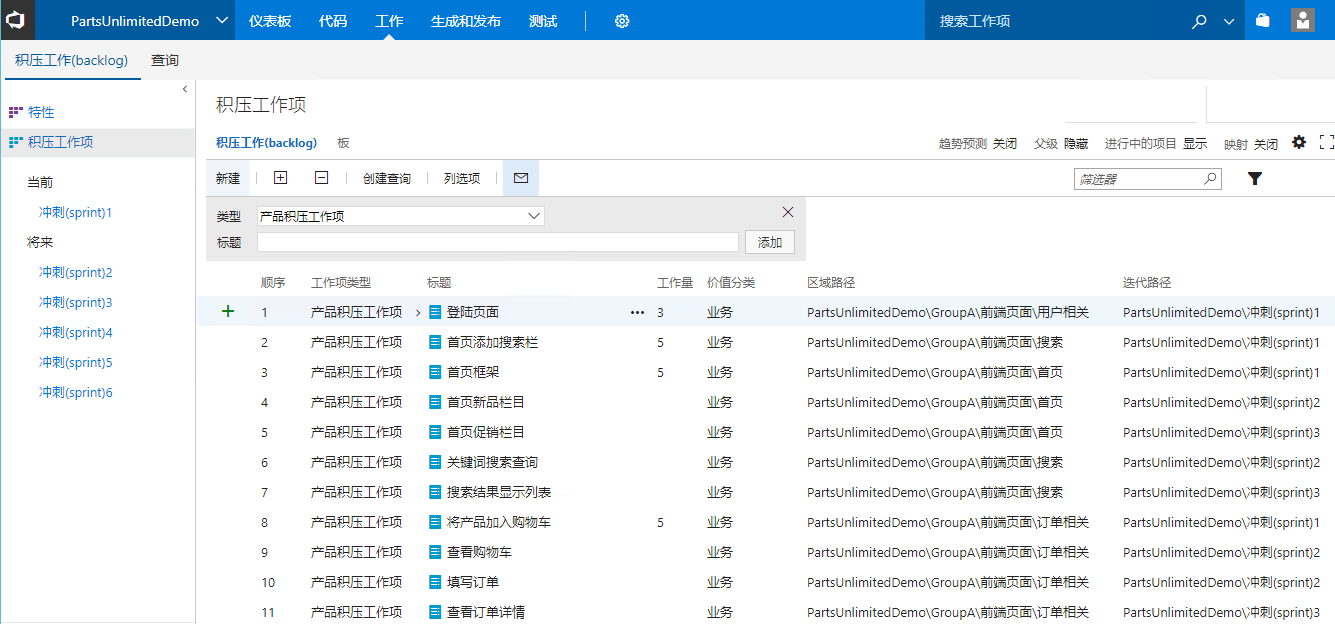 PartsUnlimitedDemo 仪表板 代码 工作 生成和发布 测试 搜索工作项
积压工作(backlog) 查询
特性
积压工作项
当前
冲刺(sprint)1
将来
冲刺(sprint)2
冲刺(sprint)3
冲刺(sprint)4
冲刺(sprint)5
冲刺(sprint)6
积压工作项
积压工作(backlog) 板 趋势预测 关闭 父级 隐藏 进行中的项目 显示 映射 关闭
新建 创建查询 列选项 筛选器
类型 产品积压工作项
标题 添加
顺序 工作项类型 标题 工作量 价值分类 区域路径 迭代路径
1 产品积压工作项 登陆页面 ••• 3 业务 PartsUnlimitedDemo\GroupA\前端页面\用户相关 PartsUnlimitedDemo\冲刺(sprint)1
2 产品积压工作项 首页添加搜索栏 5 业务 PartsUnlimitedDemo\GroupA\前端页面\搜索 PartsUnlimitedDemo\冲刺(sprint)1
3 产品积压工作项 首页框架 5 业务 PartsUnlimitedDemo\GroupA\前端页面\首页 PartsUnlimitedDemo\冲刺(sprint)1
4 产品积压工作项 首页新品栏目 业务 PartsUnlimitedDemo\GroupA\前端页面\首页 PartsUnlimitedDemo\冲刺(sprint)2
5 产品积压工作项 首页促销栏目 业务 PartsUnlimitedDemo\GroupA\前端页面\首页 PartsUnlimitedDemo\冲刺(sprint)3
6 产品积压工作项 关键词搜索查询 业务 PartsUnlimitedDemo\GroupA\前端页面\搜索 PartsUnlimitedDemo\冲刺(sprint)2
7 产品积压工作项 搜索结果显示列表 业务 PartsUnlimitedDemo\GroupA\前端页面\搜索 PartsUnlimitedDemo\冲刺(sprint)3
8 产品积压工作项 将产品加入购物车 5 业务 PartsUnlimitedDemo\GroupA\前端页面\订单相关 PartsUnlimitedDemo\冲刺(sprint)1
9 产品积压工作项 查看购物车 业务 PartsUnlimitedDemo\GroupA\前端页面\订单相关 PartsUnlimitedDemo\冲刺(sprint)2
10 产品积压工作项 填写订单 业务 PartsUnlimitedDemo\GroupA\前端页面\订单相关 PartsUnlimitedDemo\冲刺(sprint)2
11 产品积压工作项 查看订单详情 业务 PartsUnlimitedDemo\GroupA\前端页面\订单相关 PartsUnlimitedDemo\冲刺(sprint)3